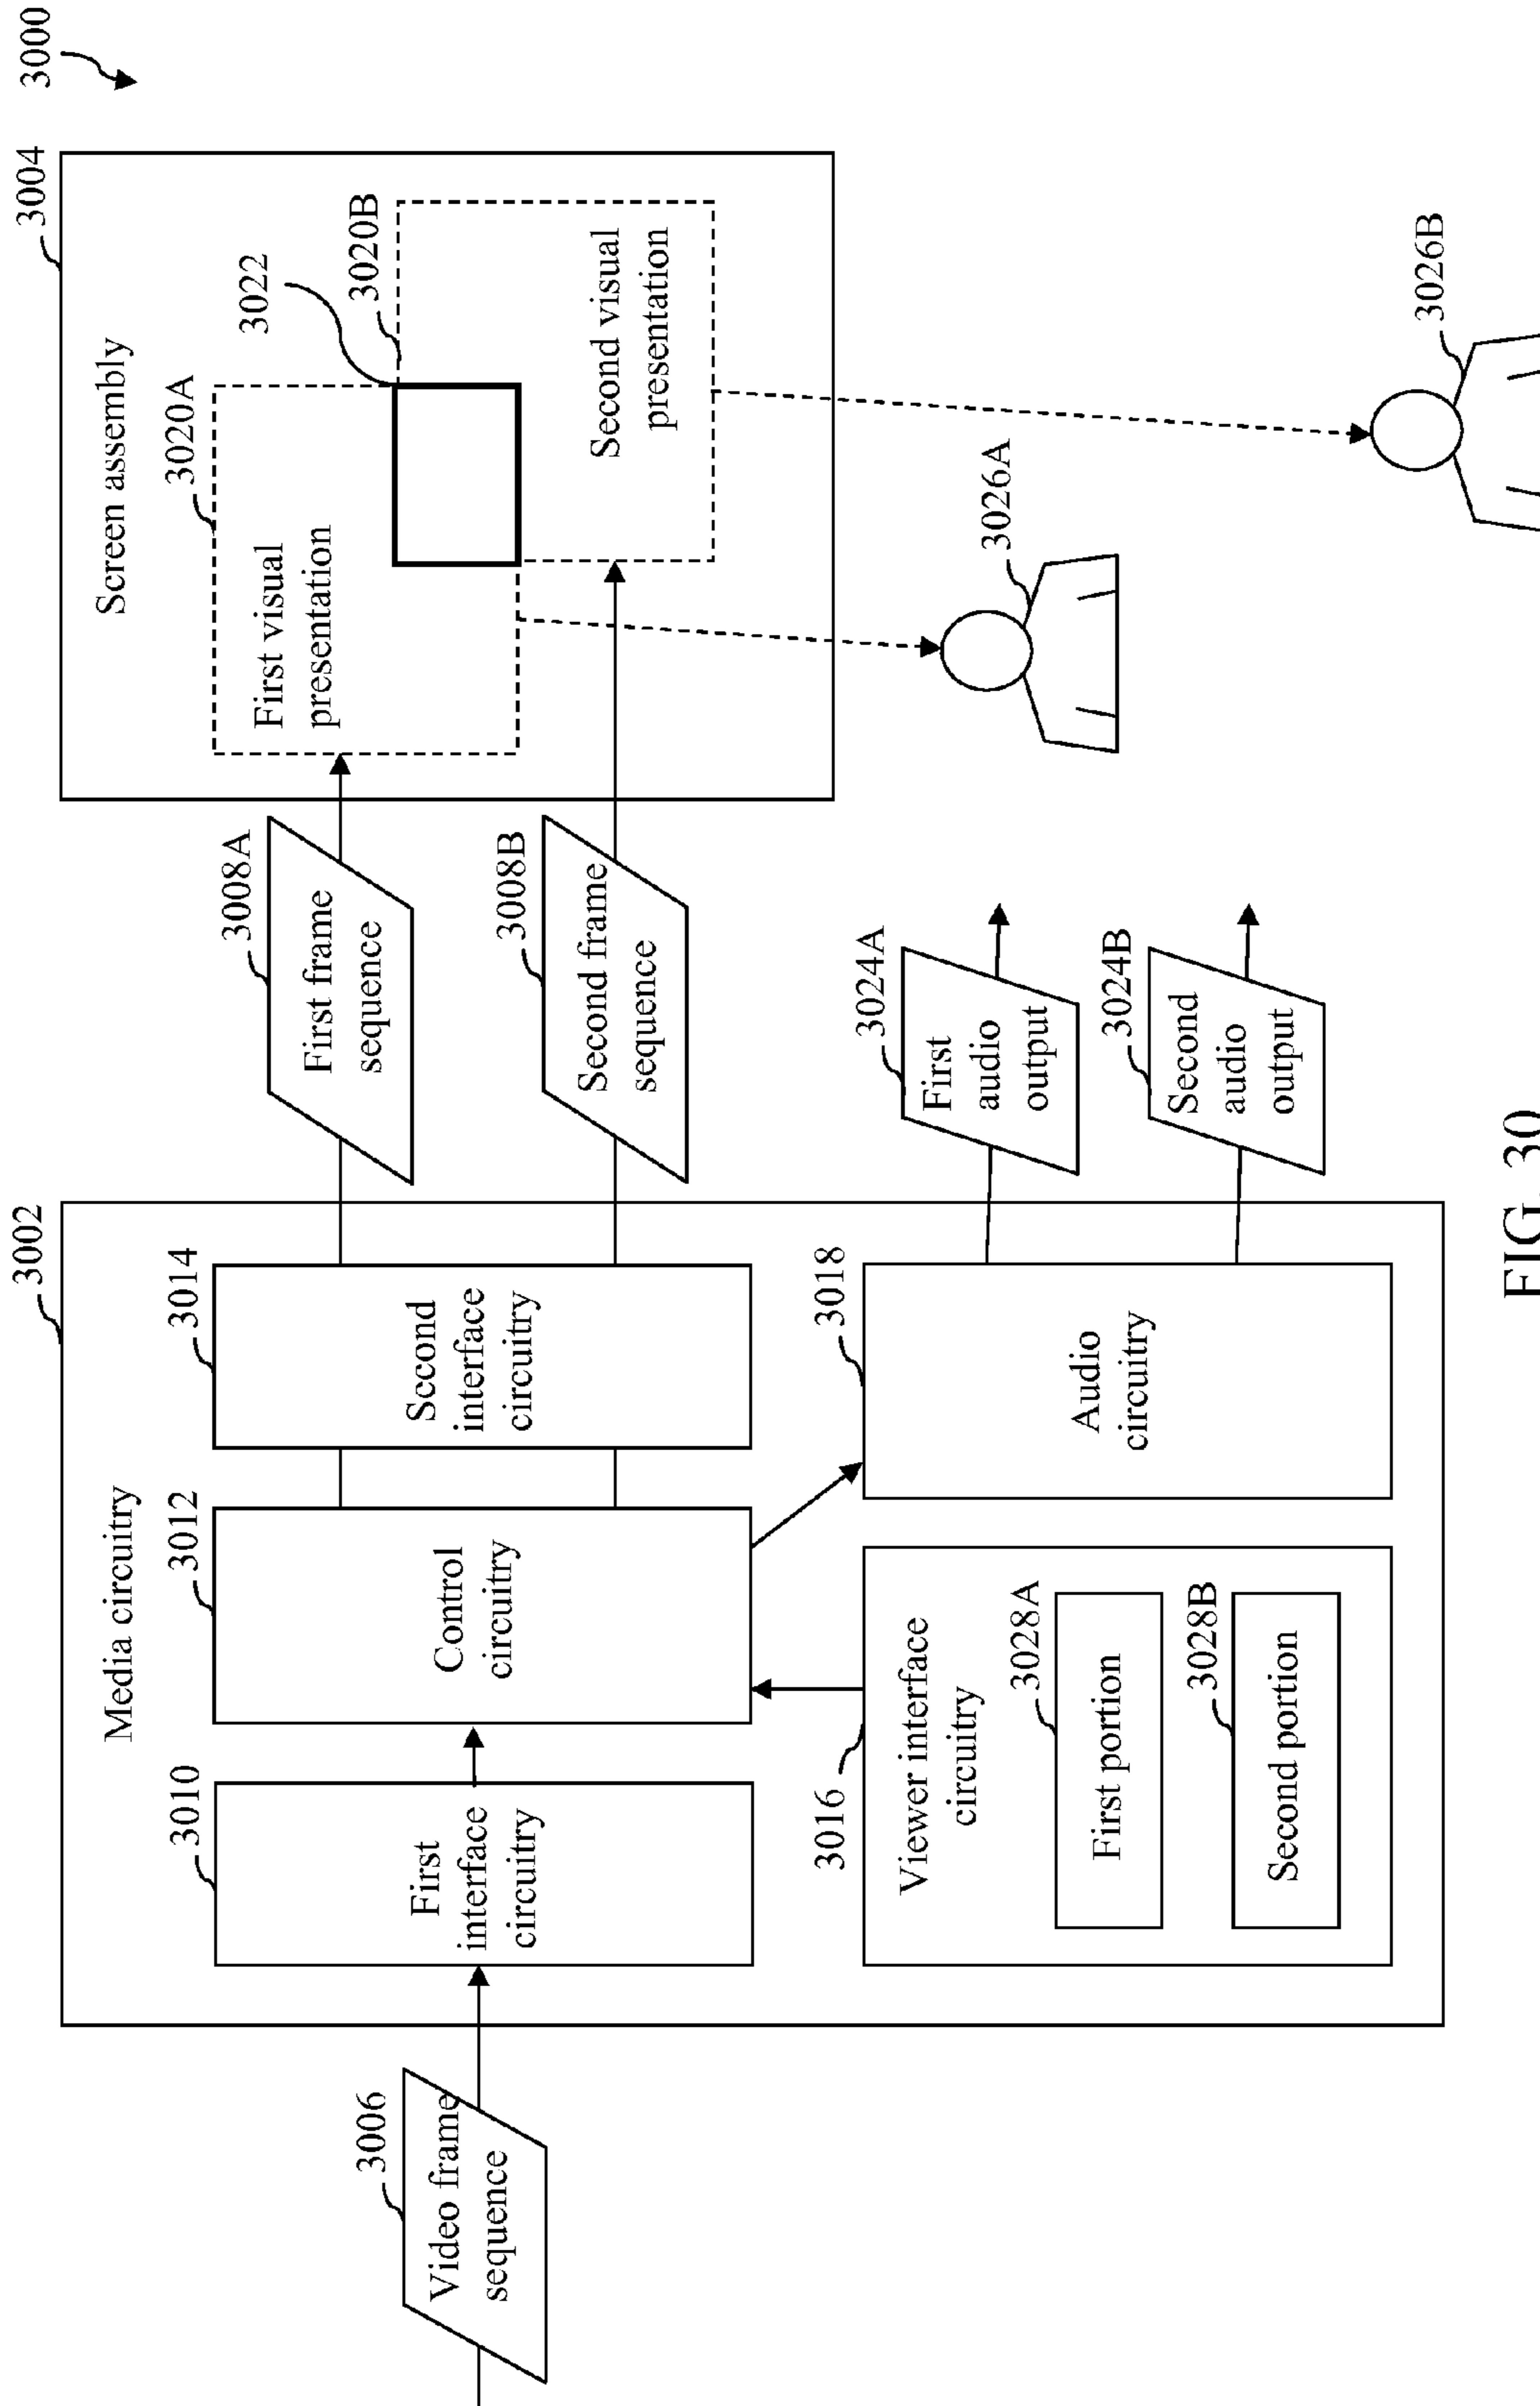 3000
3004
Screen assembly
3020A
3022
3020B
First visual
presentation
Second visual
presentation
3026A
3026B
3008A
First frame
sequence
3008B
Second frame
sequence
3024A
First
audio
output
3024B
Second
audio
output
3002
Media circuitry
3014
Second
interface
circuitry
3012
Control
circuitry
3010
First
interface
circuitry
3018
Audio
circuitry
3016
Viewer interface
circuitry
3028A
First portion
3028B
Second portion
3006
Video frame
sequence
FIG. 30